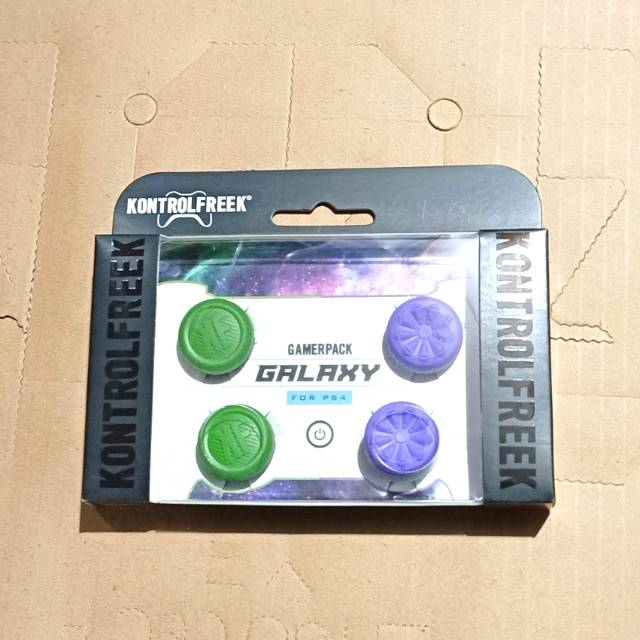 KONTROLFREEK®
KONTROLFREEK
GAMERPACK
GALAXY
FOR PS4
KONTROLFREEK